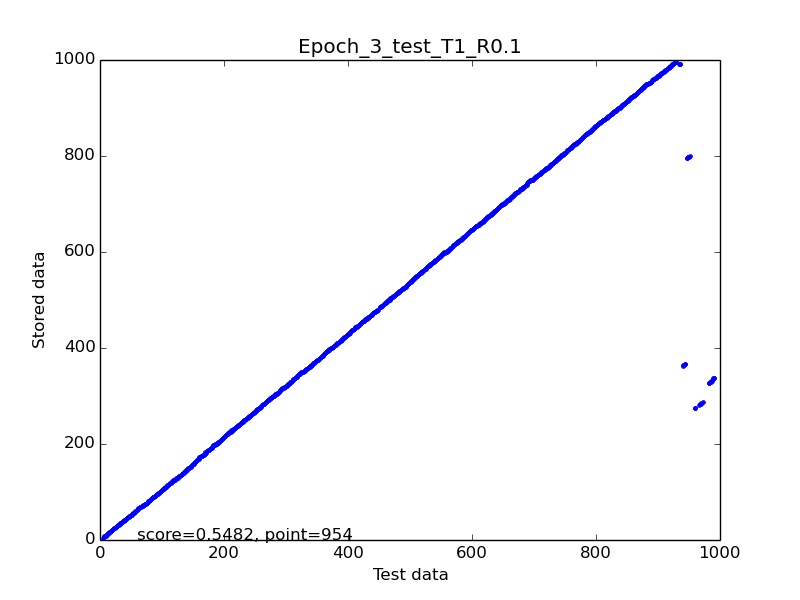 Epoch_3_test_T1_R0.1
1000
800
600
400
200
0
Stored data
score=0.5482, point=954
0 200 400 600 800 1000
Test data